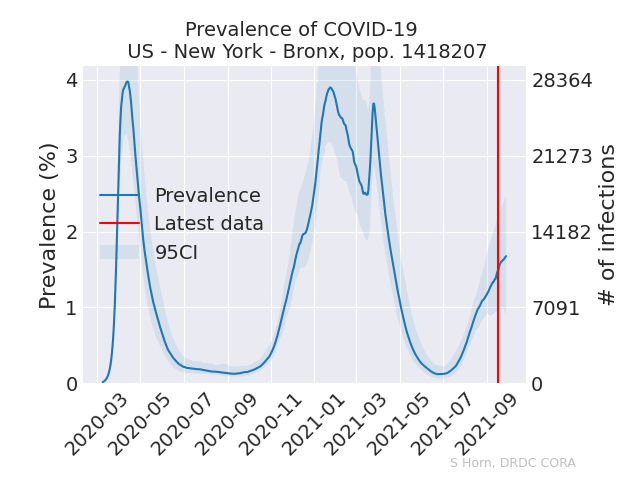 Prevalence of COVID-19
US - New York - Bronx, pop. 1418207
Prevalence (%)
4
3
2
1
0
28364
21273
14182
7091
0
# of infections
Prevalence
Latest data
95CI
2020-03
2020-05
2020-07
2020-09
2020-11
2021-01
2021-03
2021-05
2021-07
2021-09
S Horn, DRDC CORA